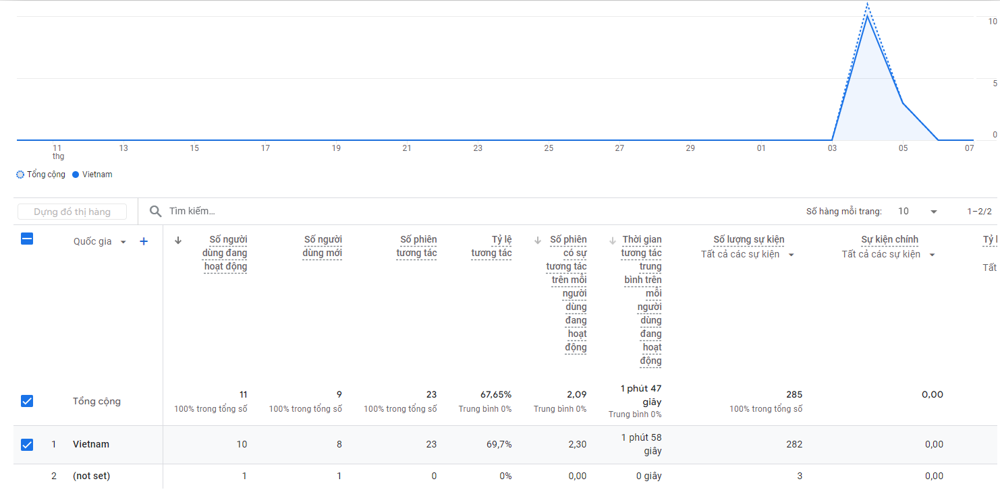 10
5
0
11 13 15 17 19 21 23 25 27 29 01 03 05 07
thg
Tổng cộng Vietnam
Dựng đồ thị hàng Tìm kiếm... Số hàng mỗi trang: 10 1–2/2
Quốc gia + 
Số người
dùng đang
hoạt động
Số người
dùng mới
Số phiên
tương tác
Tỷ lệ
tương tác
Số phiên
có sự
tương tác
trên mỗi
người
dùng
đang
hoạt
động
Thời gian
tương tác
trung
bình trên
mỗi
người
dùng
đang
hoạt
động
Số lượng sự kiện
Tất cả các sự kiện
Sự kiện chính
Tất cả các sự kiện
Tất
Tổng cộng 11 9 23 67,65% 2,09 1 phút 47 giây 285 0,00
100% trong tổng số 100% trong tổng số 100% trong tổng số Trung bình 0% Trung bình 0% Trung bình 0% 100% trong tổng số
1 Vietnam 10 8 23 69,7% 2,30 1 phút 58 giây 282 0,00
2 (not set) 1 1 0 0% 0,00 0 giây 3 0,00